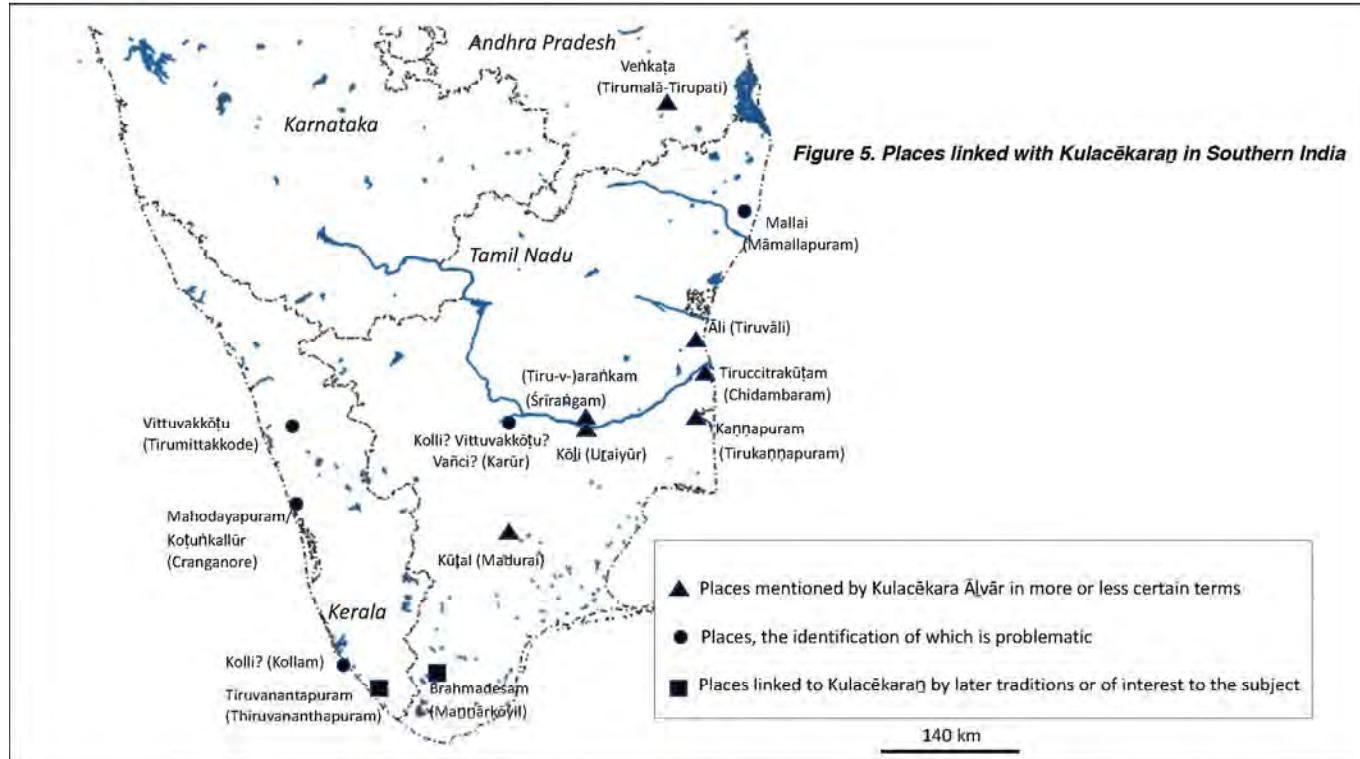 Andhra Pradesh
Veṅkaṭa
(Tirumalā-Tirupati)
Karnataka
Figure 5. Places linked with Kulacēkaraṉ in Southern India
Mallai
(Māmallapuram)
Tamil Nadu
Āli (Tiruvāli)
(Tiru-v-)araṅkam
(Śrīraṅgam)
Tiruccitrakūṭam
(Chidambaram)
Vittuvakkōṭu
(Tirumittakkode)
Kolli? Vittuvakkōṭu?
Vañci? (Karūr)
Kōḻi (Uṟaiyūr)
Kaṇṇapuram
(Tirukaṇṇapuram)
Mahodayapuram/
Koṭuṅkallūr
(Cranganore)
Kūṭal (Madurai)
Kerala
Kolli? (Kollam)
Tiruvanantapuram
(Thiruvananthapuram)
Brahmadesam
(Maṉṉārkōyil)
Places mentioned by Kulacēkara Āḻvār in more or less certain terms
Places, the identification of which is problematic
Places linked to Kulacēkaraṉ by later traditions or of interest to the subject
140 km